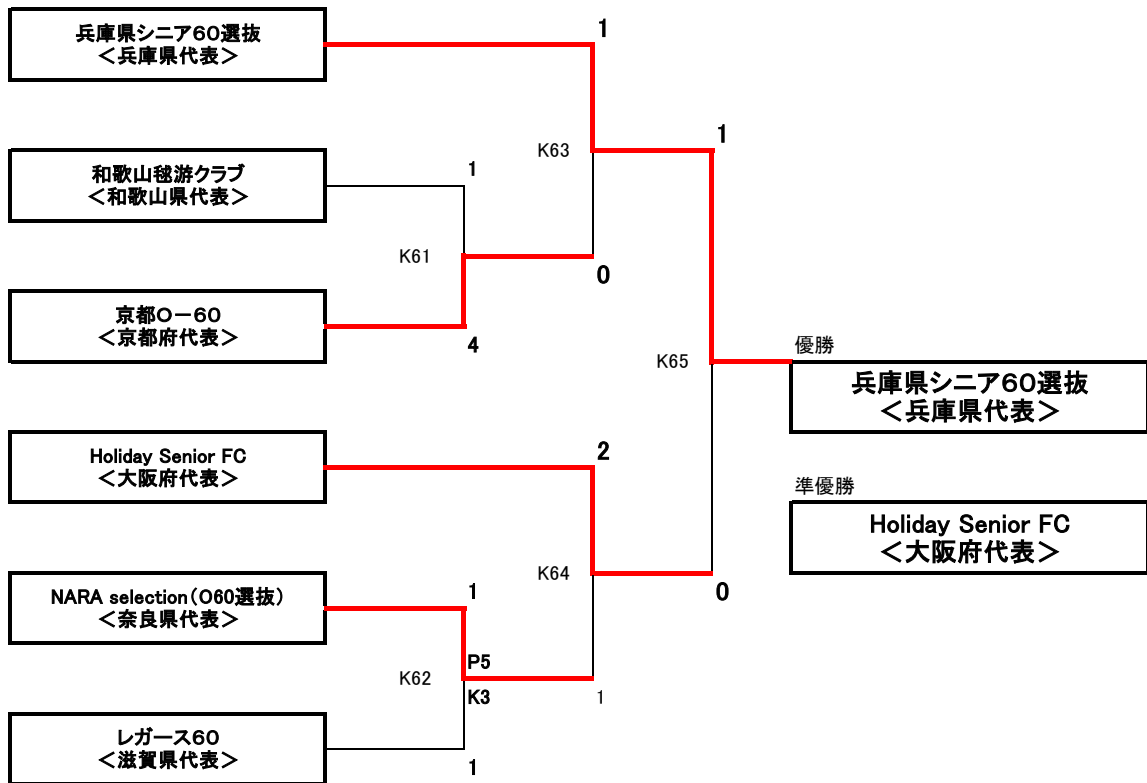 兵庫県シニア60選抜
＜兵庫県代表＞
1
K63
1
和歌山毬游クラブ
＜和歌山県代表＞
1
K61
0
京都O－60
＜京都府代表＞
4
K65
優勝
兵庫県シニア60選抜
＜兵庫県代表＞
Holiday Senior FC
＜大阪府代表＞
2
準優勝
Holiday Senior FC
＜大阪府代表＞
K64
0
NARA selection（O60選抜）
＜奈良県代表＞
1
K62
P5
K3
1
レガース60
＜滋賀県代表＞
1